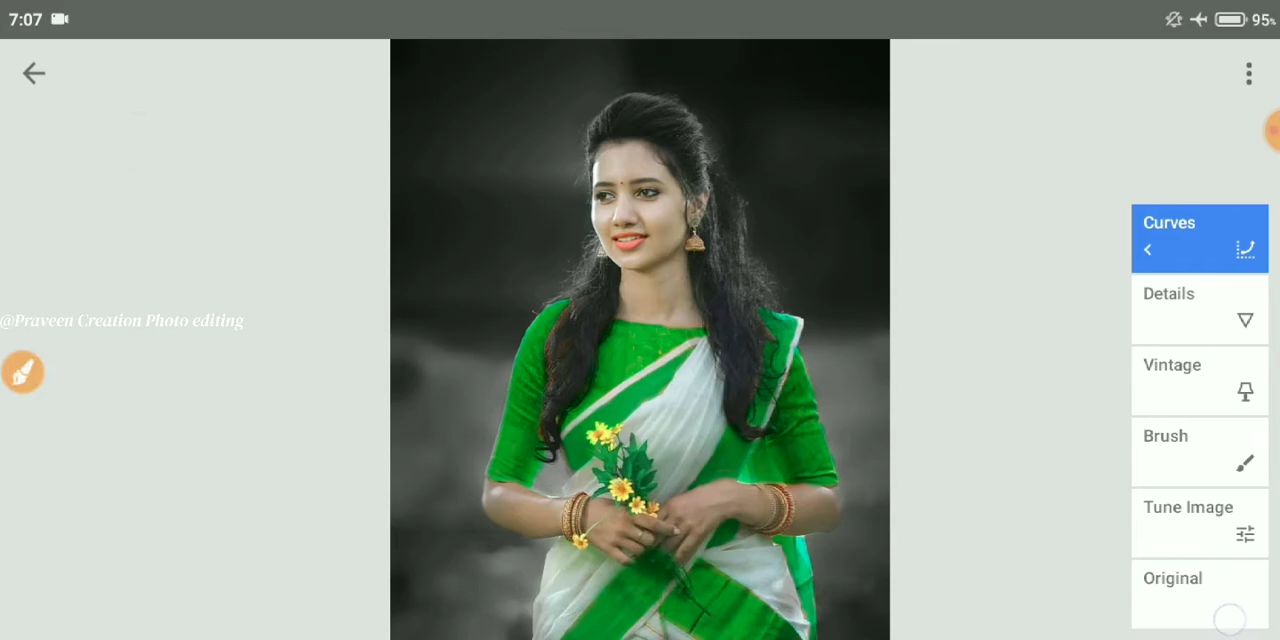 7:07
95%
Curves
Details
Vintage
@Praveen Creation Photo editing
Brush
Tune Image
Original